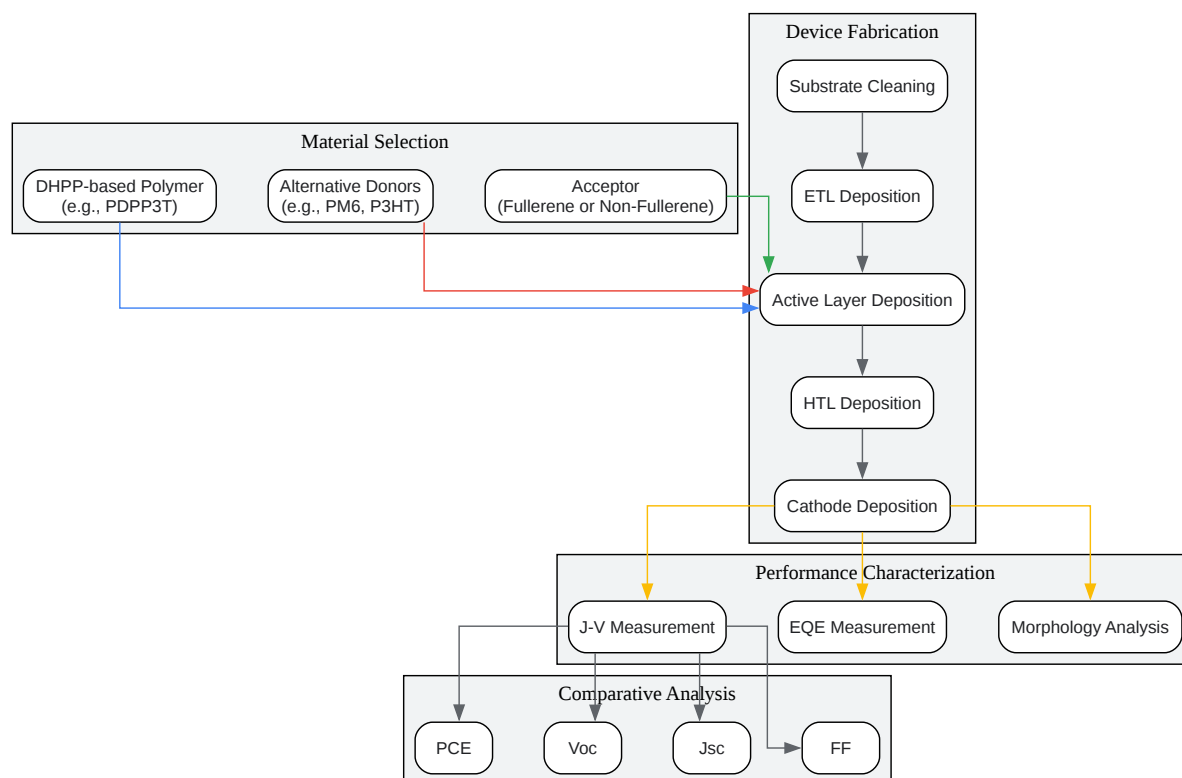 Device Fabrication
Substrate Cleaning
Material Selection
DHPP-based Polymer
(e.g., PDPP3T)
Alternative Donors
(e.g., PM6, P3HT)
Acceptor
(Fullerene or Non-Fullerene)
ETL Deposition
Active Layer Deposition
HTL Deposition
Cathode Deposition
Performance Characterization
J-V Measurement
EQE Measurement
Morphology Analysis
Comparative Analysis
PCE
Voc
Jsc
FF